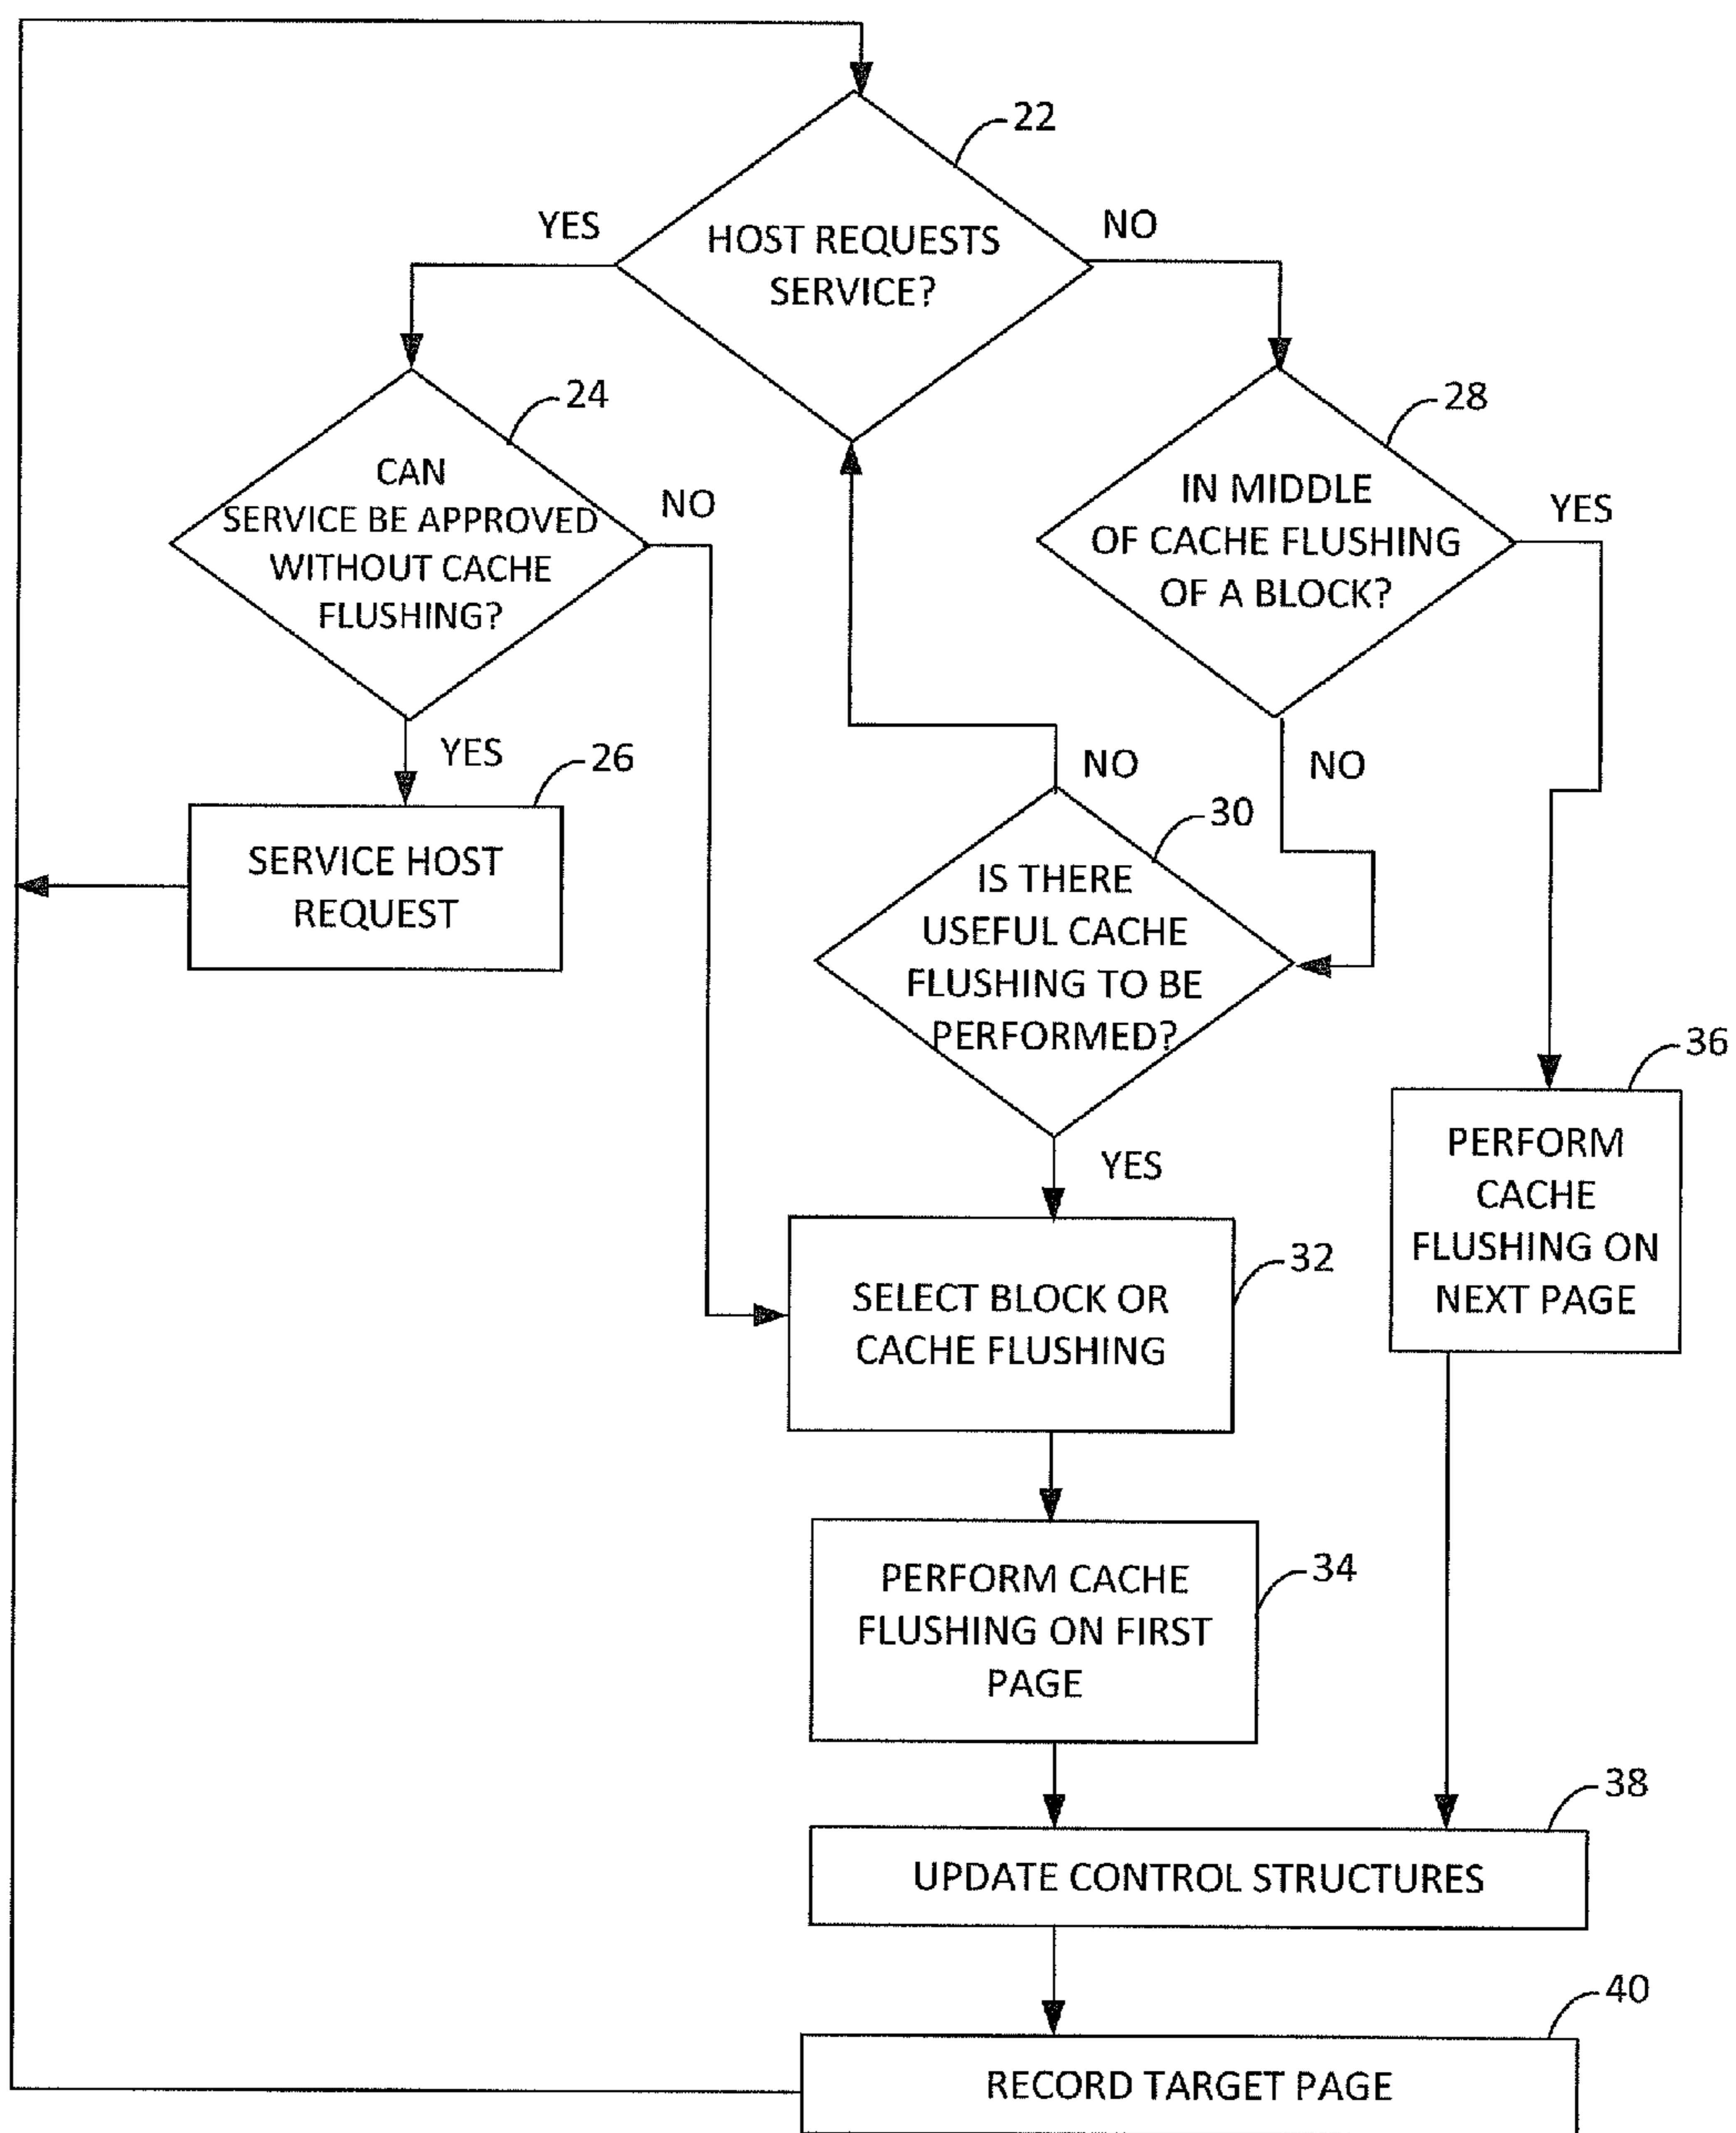 22
YES
NO
HOST REQUESTS
SERVICE?
24
28
CAN
SERVICE BE APPROVED
WITHOUT CACHE
FLUSHING?
NO
IN MIDDLE
OF CACHE FLUSHING
OF A BLOCK?
YES
YES
NO
NO
26
30
SERVICE HOST
REQUEST
IS THERE
USEFUL CACHE
FLUSHING TO BE
PERFORMED?
36
YES
PERFORM
CACHE
FLUSHING ON
NEXT PAGE
32
SELECT BLOCK OR
CACHE FLUSHING
34
PERFORM CACHE
FLUSHING ON FIRST
PAGE
38
UPDATE CONTROL STRUCTURES
40
RECORD TARGET PAGE